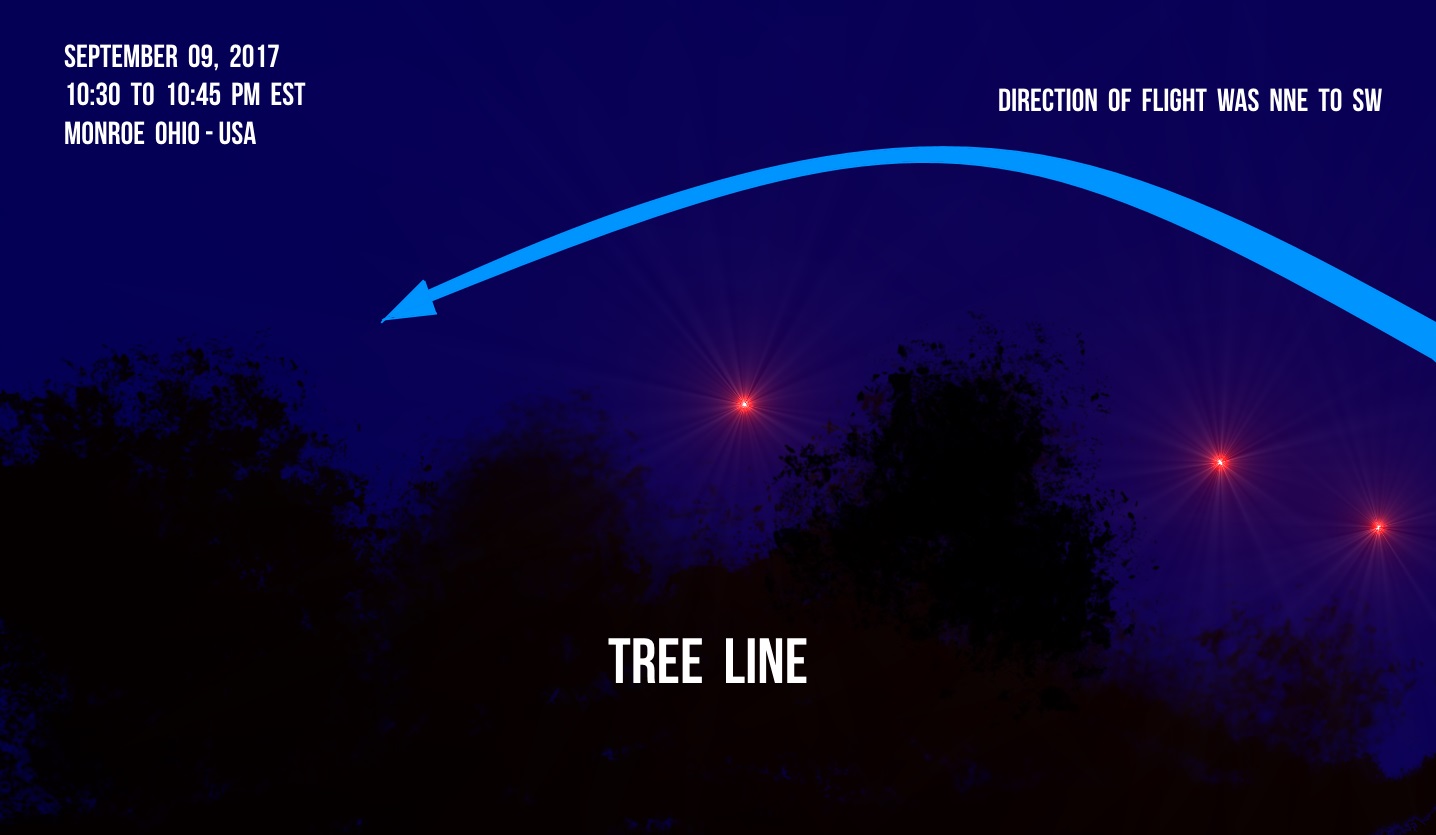 SEPTEMBER 09, 2017
10:30 TO 10:45 PM EST
MONROE OHIO - USA
DIRECTION OF FLIGHT WAS NNE TO SW
TREE LINE